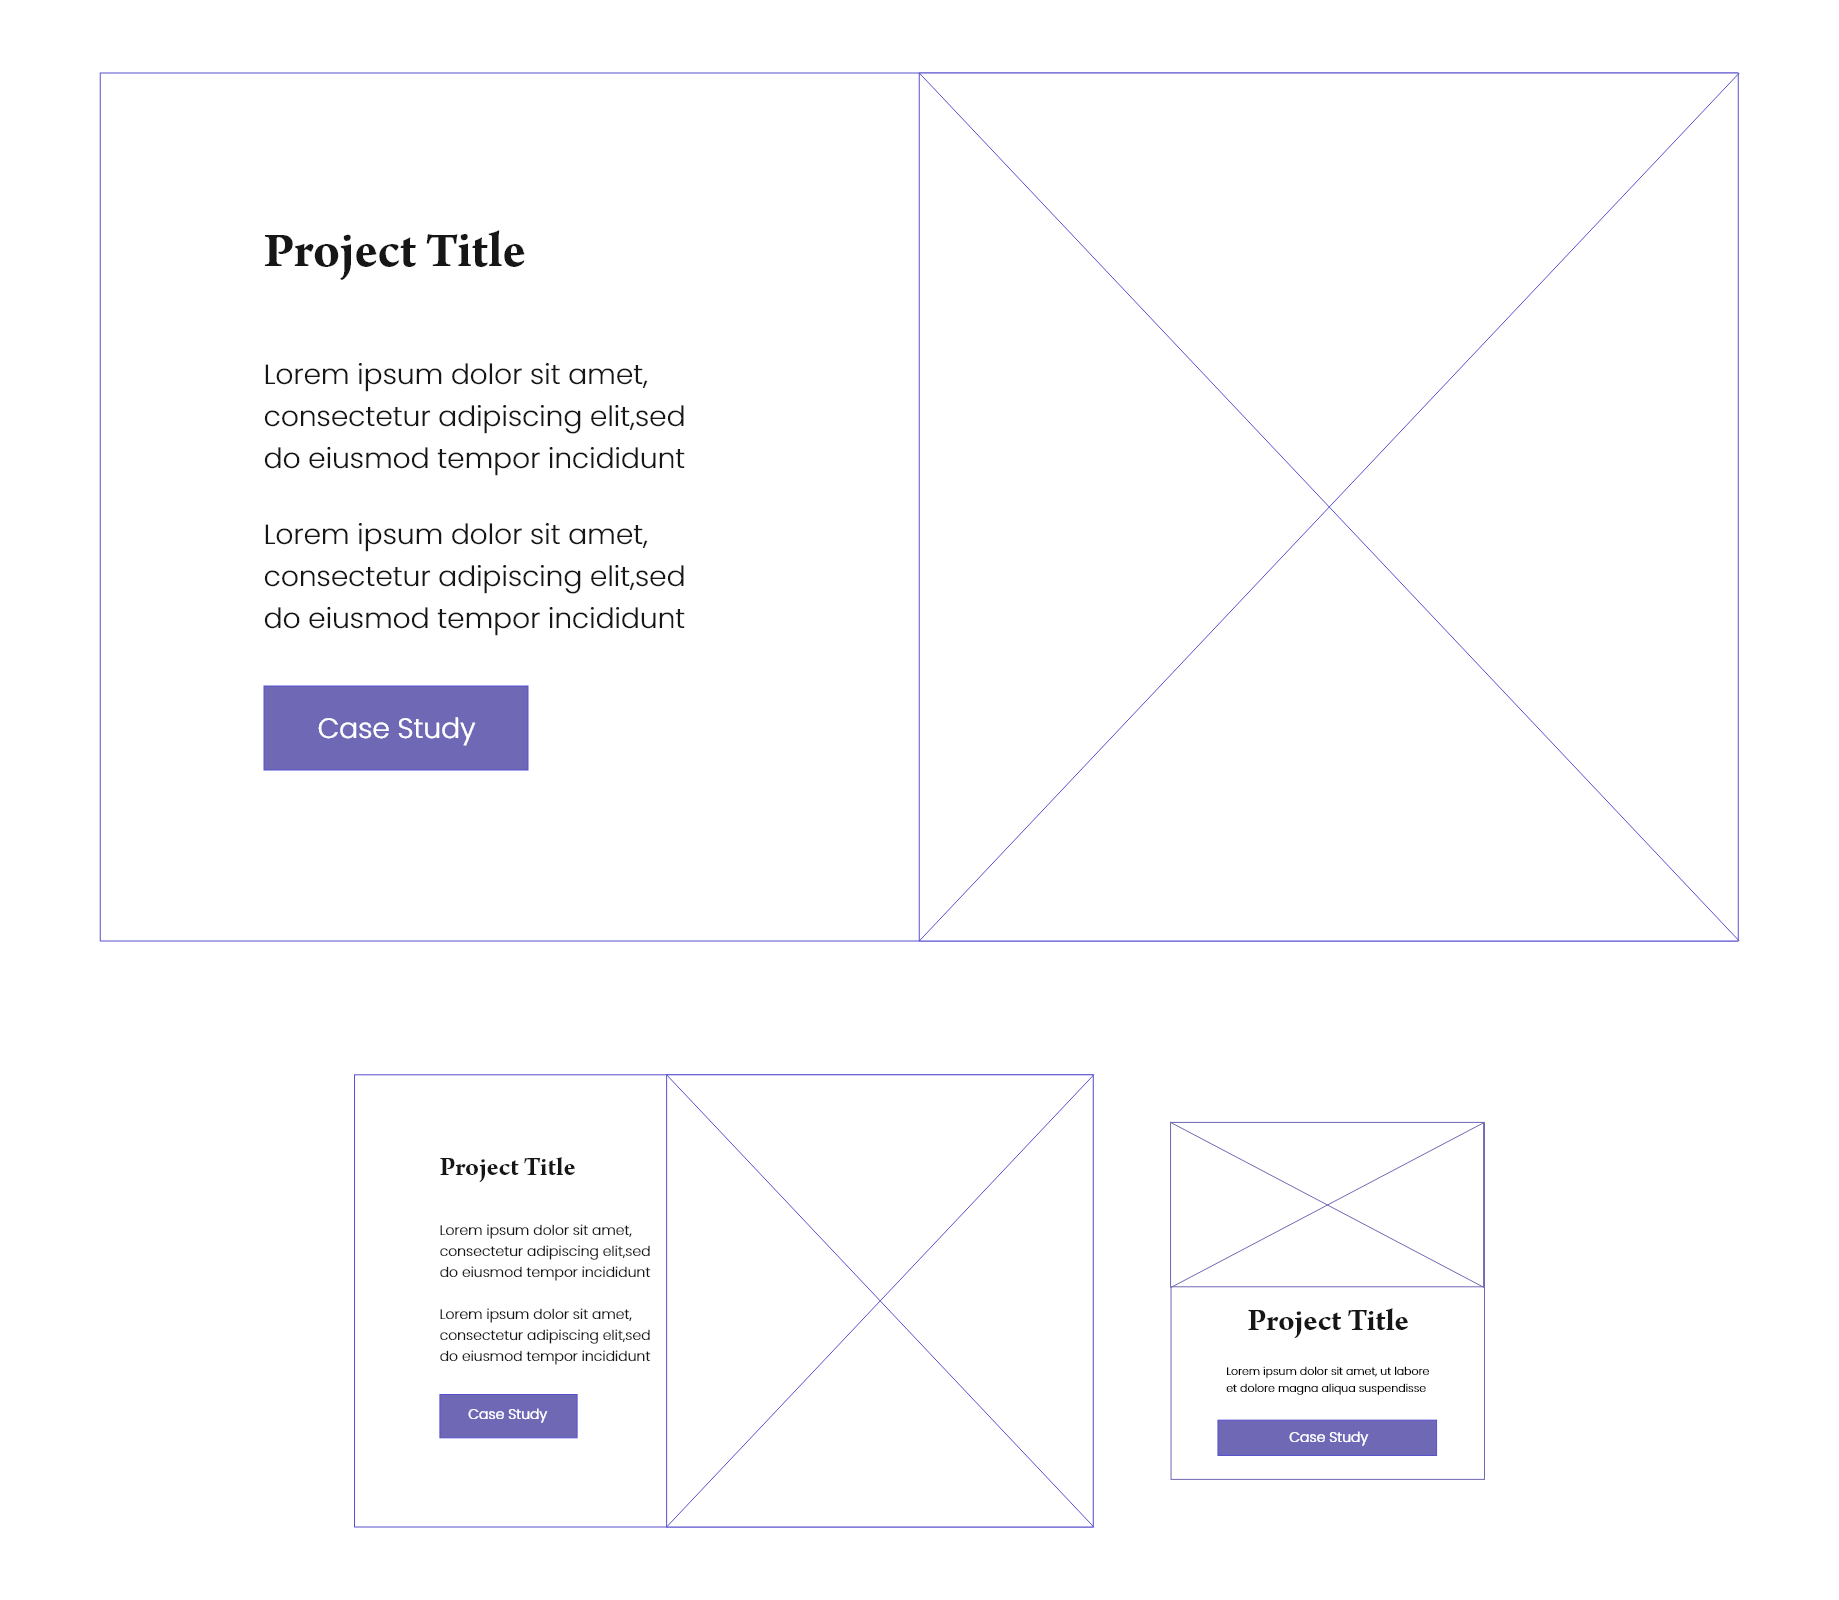 Project Title
Lorem ipsum dolor sit amet,
consectetur adipiscing elit,sed
do eiusmod tempor incididunt
Lorem ipsum dolor sit amet,
consectetur adipiscing elit,sed
do eiusmod tempor incididunt
Case Study
Project Title
Lorem ipsum dolor sit amet,
consectetur adipiscing elit,sed
do eiusmod tempor incididunt
Lorem ipsum dolor sit amet,
consectetur adipiscing elit,sed
do eiusmod tempor incididunt
Case Study
Project Title
Lorem ipsum dolor sit amet, ut labore
et dolore magna aliqua suspendisse
Case Study